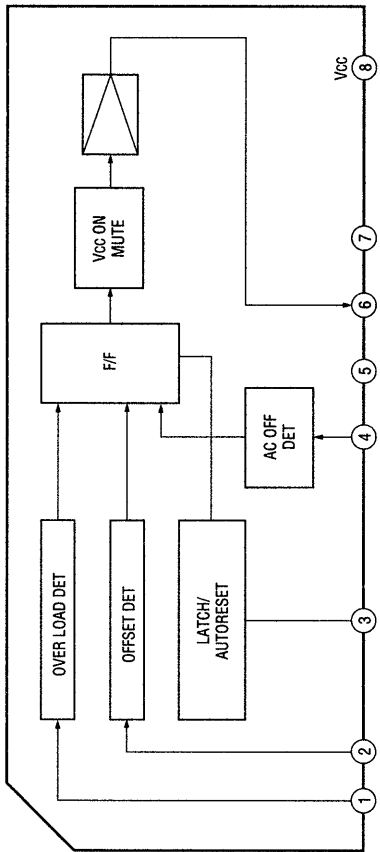 OVER LOAD DET
OFFSET DET
LATCH/
AUTORESET
F/F
VCC ON
MUTE
AC OFF
DET
VCC
1
2
3
4
5
6
7
8